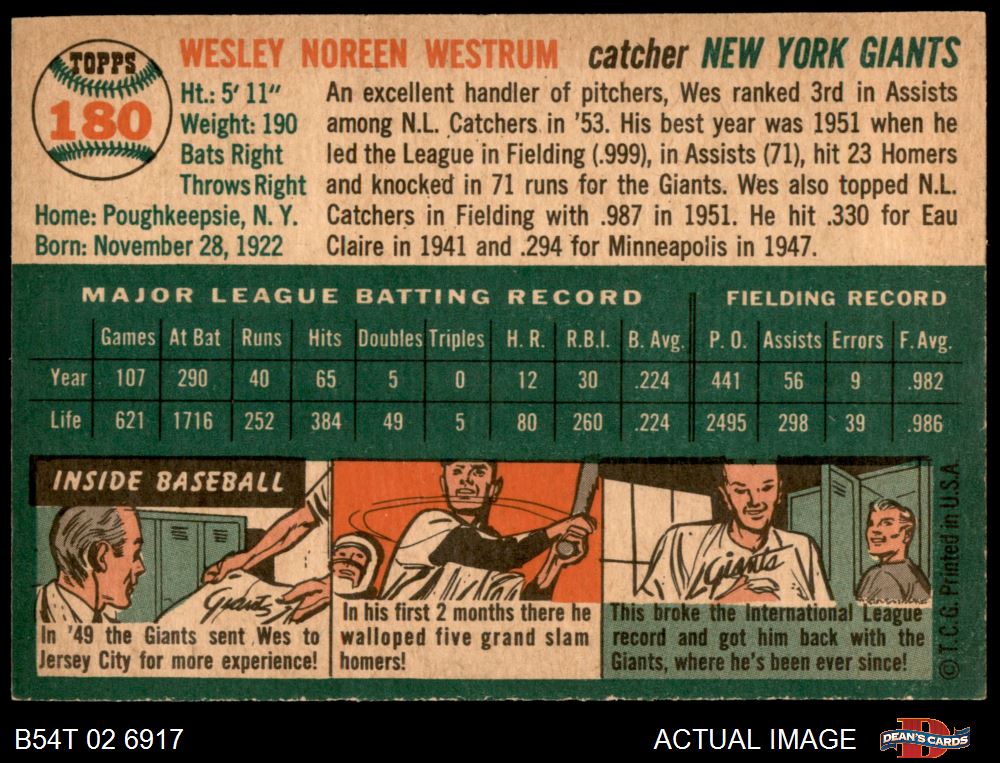 TOPPS
180
WESLEY NOREEN WESTRUM catcher NEW YORK GIANTS
Ht.: 5' 11"
Weight: 190
Bats Right
Throws Right
Home: Poughkeepsie, N. Y.
Born: November 28, 1922
An excellent handler of pitchers, Wes ranked 3rd in Assists
among N.L. Catchers in '53. His best year was 1951 when he
led the League in Fielding (.999), in Assists (71), hit 23 Homers
and knocked in 71 runs for the Giants. Wes also topped N.L.
Catchers in Fielding with .987 in 1951. He hit .330 for Eau
Claire in 1941 and .294 for Minneapolis in 1947.
MAJOR LEAGUE BATTING RECORD FIELDING RECORD
Games At Bat Runs Hits Doubles Triples H. R. R.B.I. B. Avg. P. O. Assists Errors F. Avg.
Year 107 290 40 65 5 0 12 30 .224 441 56 9 .982
Life 621 1716 252 384 49 5 80 260 .224 2495 298 39 .986
INSIDE BASEBALL
Giants
In '49 the Giants sent Wes to
Jersey City for more experience!
In his first 2 months there he
walloped five grand slam
homers!
Giants
This broke the International League
record and got him back with the
Giants, where he's been ever since!
© T.C.G. Printed in U.S.A.
B54T 02 6917
ACTUAL IMAGE
D
DEAN'S CARDS